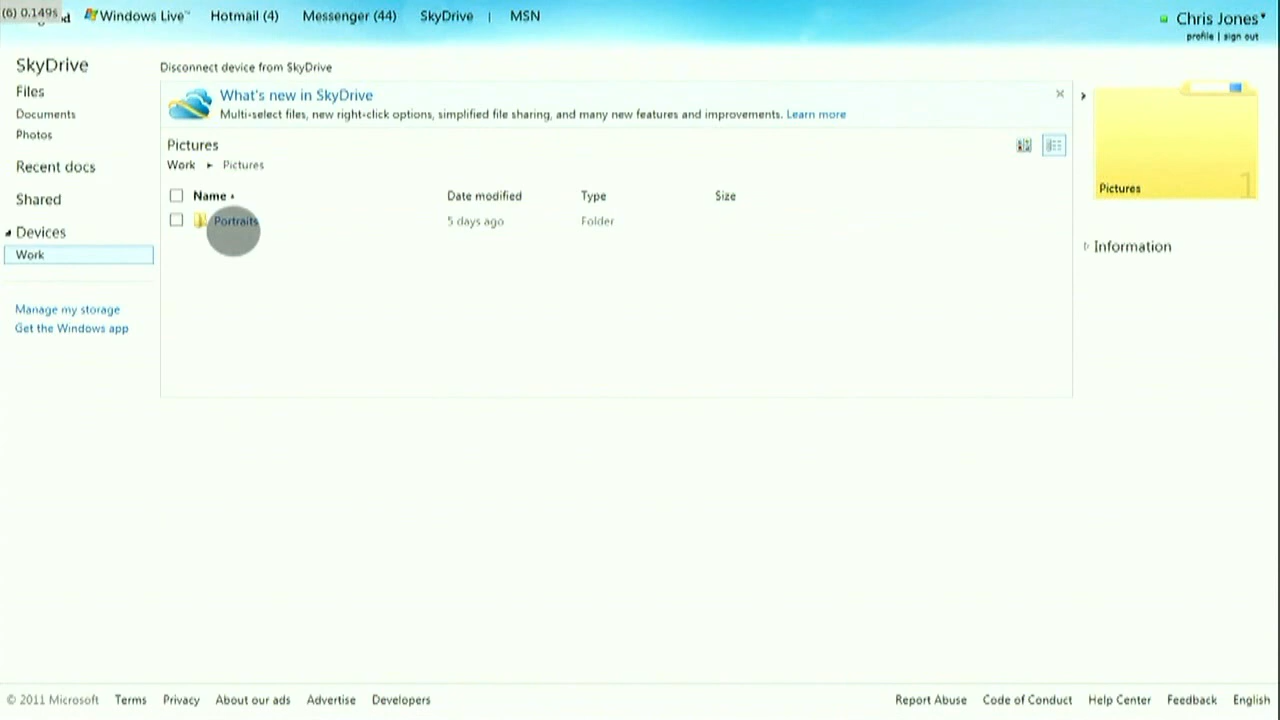 (6) 0.149s
Windows Live™ Hotmail (4) Messenger (44) SkyDrive | MSN
Chris Jones
profile | sign out
SkyDrive
Files
Documents
Photos
Recent docs
Shared
Devices
Work
Manage my storage
Get the Windows app
Disconnect device from SkyDrive
What's new in SkyDrive
Multi-select files, new right-click options, simplified file sharing, and many new features and improvements. Learn more
Pictures
Work ▸ Pictures
Name Date modified Type Size
Portraits 5 days ago Folder
Pictures 1
Information
© 2011 Microsoft Terms Privacy About our ads Advertise Developers
Report Abuse Code of Conduct Help Center Feedback English